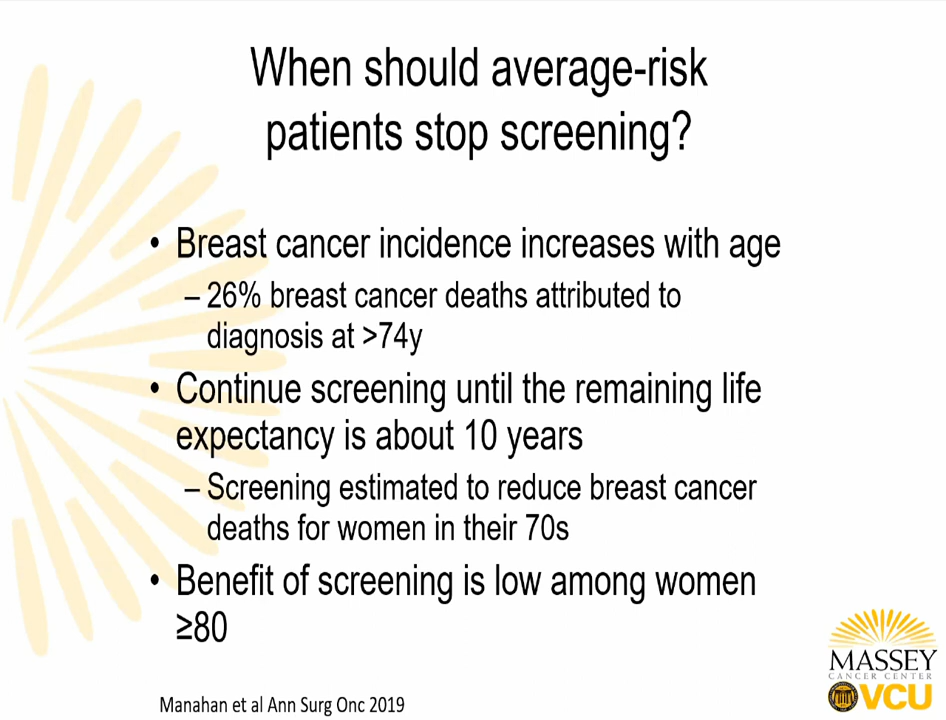 When should average-risk
patients stop screening?
• Breast cancer incidence increases with age
– 26% breast cancer deaths attributed to
diagnosis at >74y
• Continue screening until the remaining life
expectancy is about 10 years
– Screening estimated to reduce breast cancer
deaths for women in their 70s
• Benefit of screening is low among women
≥80
Manahan et al Ann Surg Onc 2019
MASSEY
CANCER CENTER
VCU